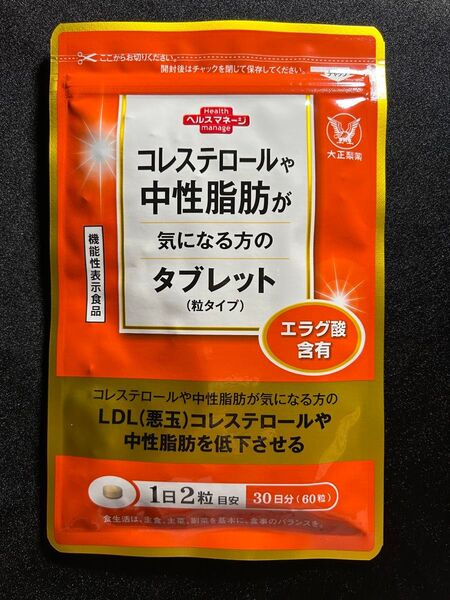 ここからお切りください。
開封後はチャックを閉じて保存してください。
チャック
Health
ヘルスマネージ
manage
大正製薬
コレステロールや
中性脂肪が
気になる方の
タブレット
(粒タイプ)
機能性表示食品
エラグ酸
含有
コレステロールや中性脂肪が気になる方の
LDL(悪玉)コレステロールや
中性脂肪を低下させる
1日2粒目安 30日分(60粒)
食生活は、主食、主菜、副菜を基本に、食事のバランスを。